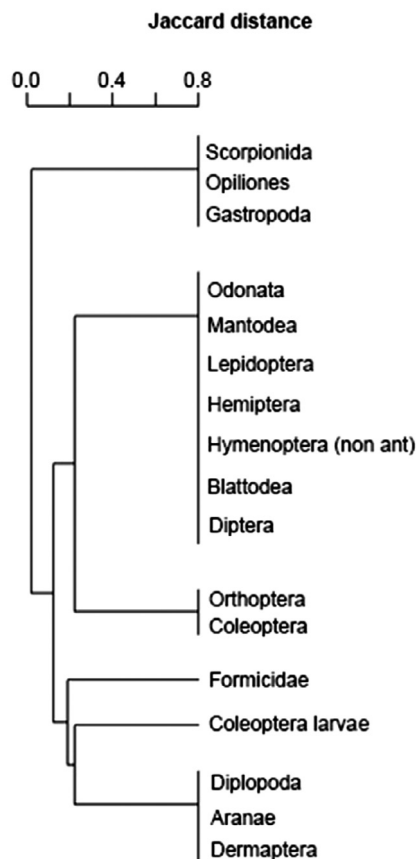 Jaccard distance
0.0 0.4 0.8
Scorpionida
Opiliones
Gastropoda
Odonata
Mantodea
Lepidoptera
Hemiptera
Hymenoptera (non ant)
Blattodea
Diptera
Orthoptera
Coleoptera
Formicidae
Coleoptera larvae
Diplopoda
Aranae
Dermaptera